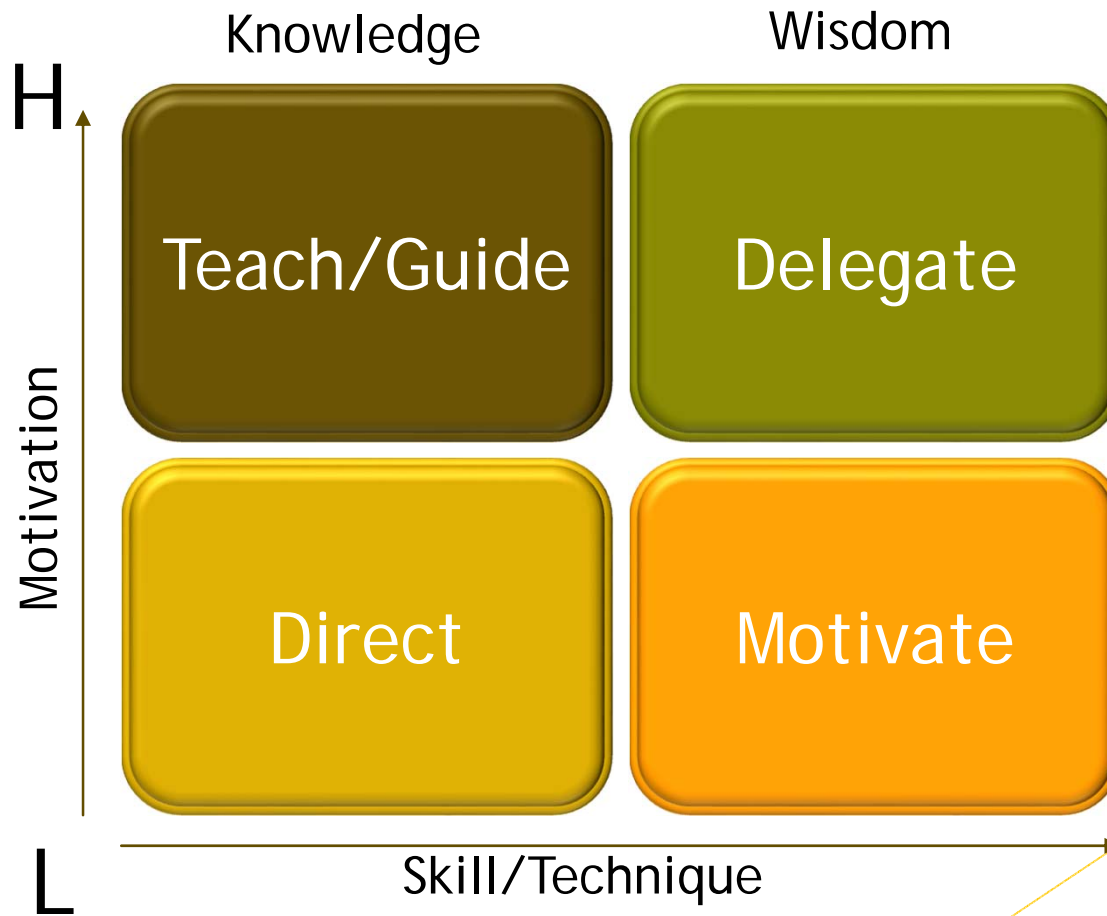 Knowledge Wisdom
H
Teach/Guide Delegate
Motivation
Direct Motivate
L
Skill/Technique